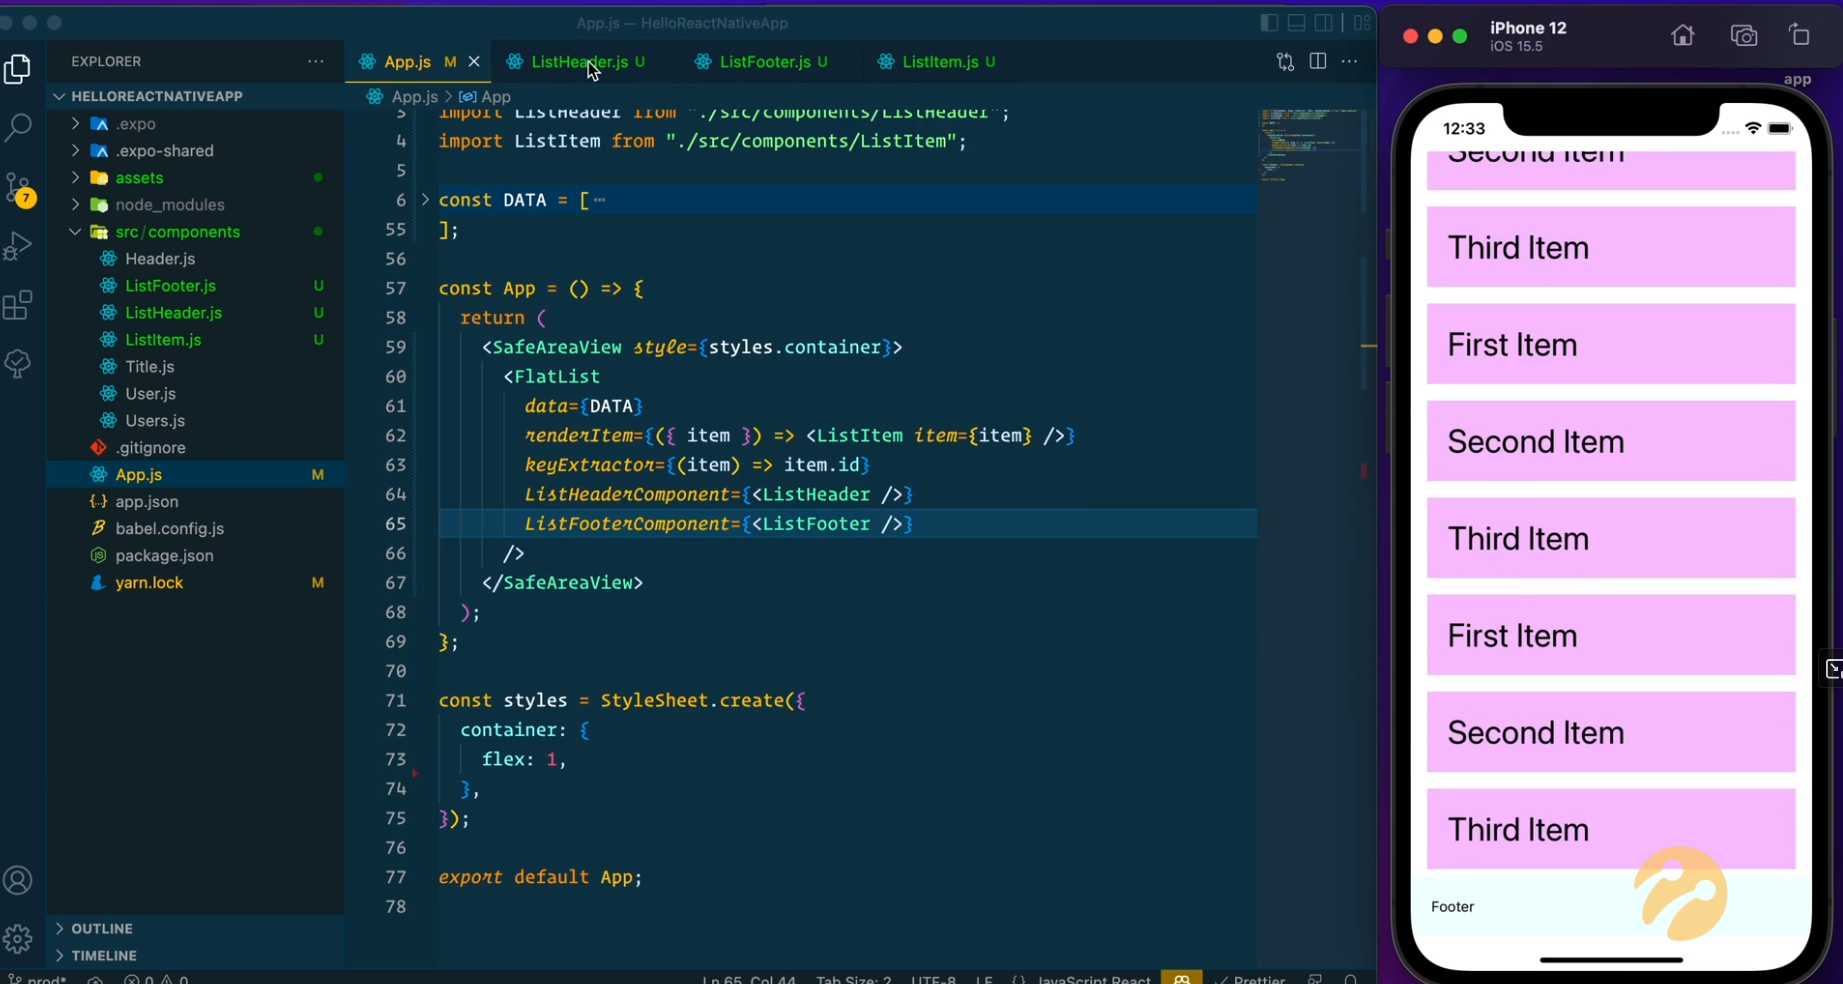 App.js — HelloReactNativeApp
EXPLORER
HELLOREACTNATIVEAPP
.expo
.expo-shared
assets
node_modules
src/components
Header.js
ListFooter.js U
ListHeader.js U
ListItem.js U
Title.js
User.js
Users.js
.gitignore
App.js M
app.json
babel.config.js
package.json
yarn.lock M
OUTLINE
TIMELINE
7
App.js M
ListHeader.js U
ListFooter.js U
ListItem.js U
App.js > App
3 import ListHeader from "./src/components/ListHeader";
4 import ListItem from "./src/components/ListItem";
5
6 const DATA = [ ···
55 ];
56
57 const App = () => {
58 return (
59 <SafeAreaView style={styles.container}>
60 <FlatList
61 data={DATA}
62 renderItem={({ item }) => <ListItem item={item} />}
63 keyExtractor={(item) => item.id}
64 ListHeaderComponent={<ListHeader />}
65 ListFooterComponent={<ListFooter />}
66 />
67 </SafeAreaView>
68 );
69 };
70
71 const styles = StyleSheet.create({
72 container: {
73 flex: 1,
74 },
75 });
76
77 export default App;
78
prod* 0 0
Ln 65, Col 44 Tab Size: 2 UTF-8 LF {} JavaScript React Prettier
iPhone 12
iOS 15.5
app
12:33
Second Item
Third Item
First Item
Second Item
Third Item
First Item
Second Item
Third Item
Footer